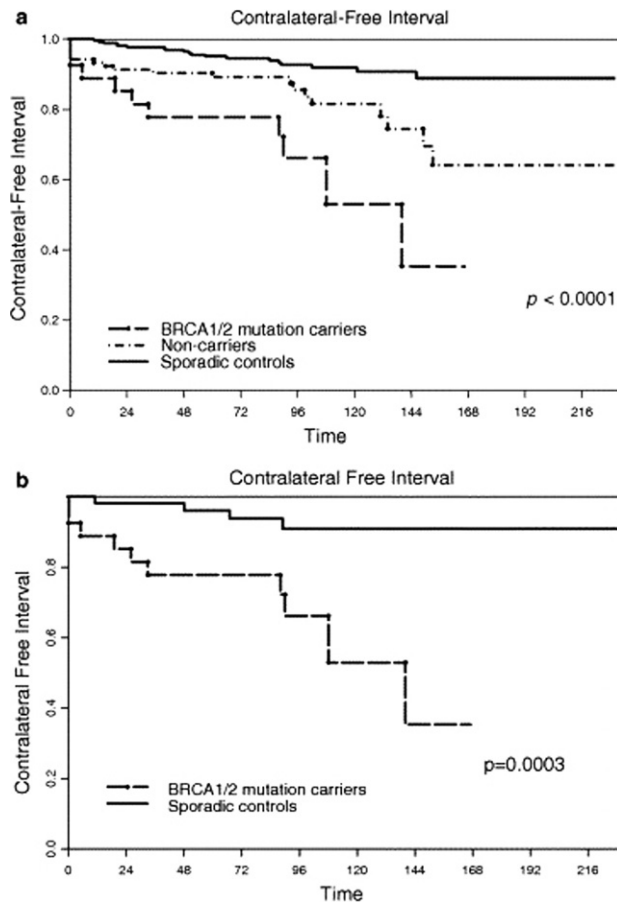 a
Contralateral-Free Interval
1.0
0.8
0.6
0.4
0.2
0.0
Contralateral-Free Interval
p < 0.0001
BRCA1/2 mutation carriers
Non-carriers
Sporadic controls
0 24 48 72 96 120 144 168 192 216
Time
b
Contralateral Free Interval
0.8
0.6
0.4
0.2
0.0
Contralateral Free Interval
p=0.0003
BRCA1/2 mutation carriers
Sporadic controls
0 24 48 72 96 120 144 168 192 216
Time